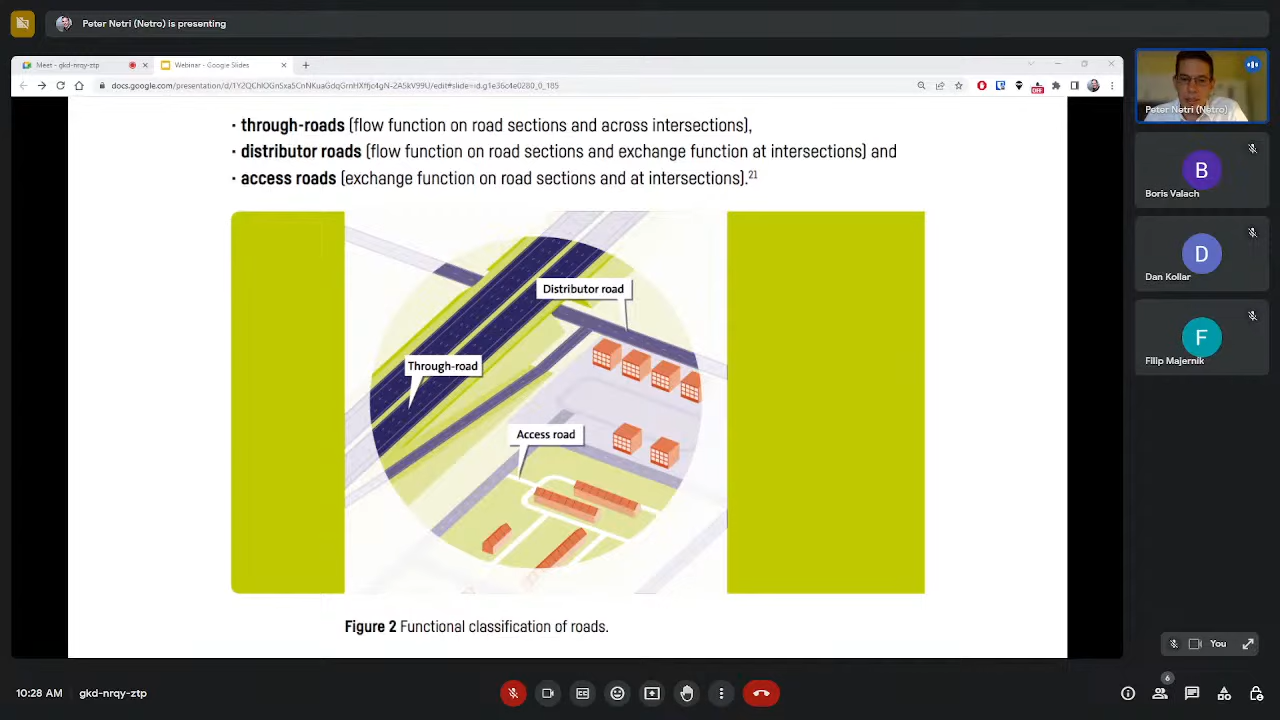 Peter Netri (Netro) is presenting
Meet - gkd-nrqy-ztp
Webinar - Google Slides
· through-roads (flow function on road sections and across intersections),
· distributor roads (flow function on road sections and exchange function at intersections) and
· access roads (exchange function on road sections and at intersections).21
Distributor road
Through-road
Access road
Figure 2 Functional classification of roads.
Peter Netri (Netro)
B
Boris Valach
D
Dan Kollar
F
Filip Majernik
You
10:28 AM
gkd-nrqy-ztp
6